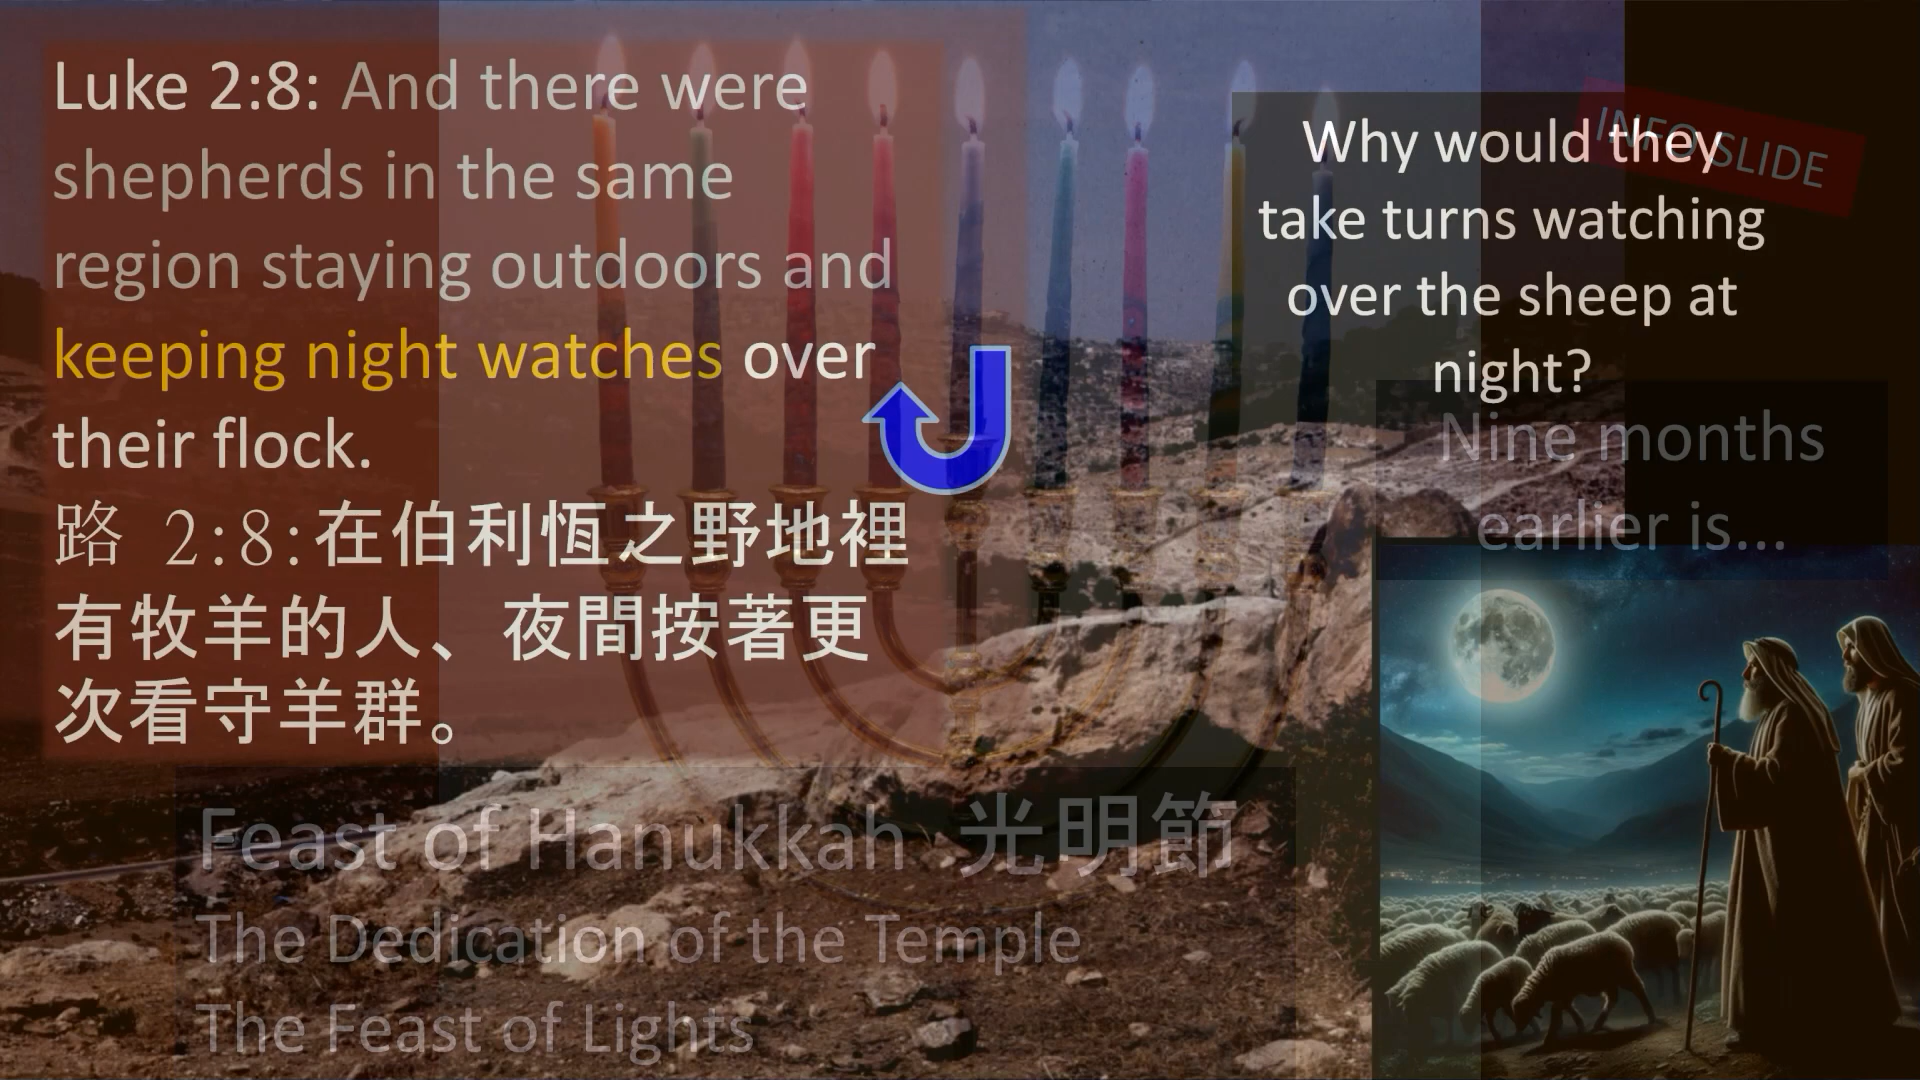 Luke 2:8: And there were
shepherds in the same
region staying outdoors and
keeping night watches over
their flock.
路 2:8:在伯利恆之野地裡
有牧羊的人、夜間按著更
次看守羊群。
INFO SLIDE
Why would they
take turns watching
over the sheep at
night?
Nine months
earlier is...
Feast of Hanukkah 光明節
The Dedication of the Temple
The Feast of Lights